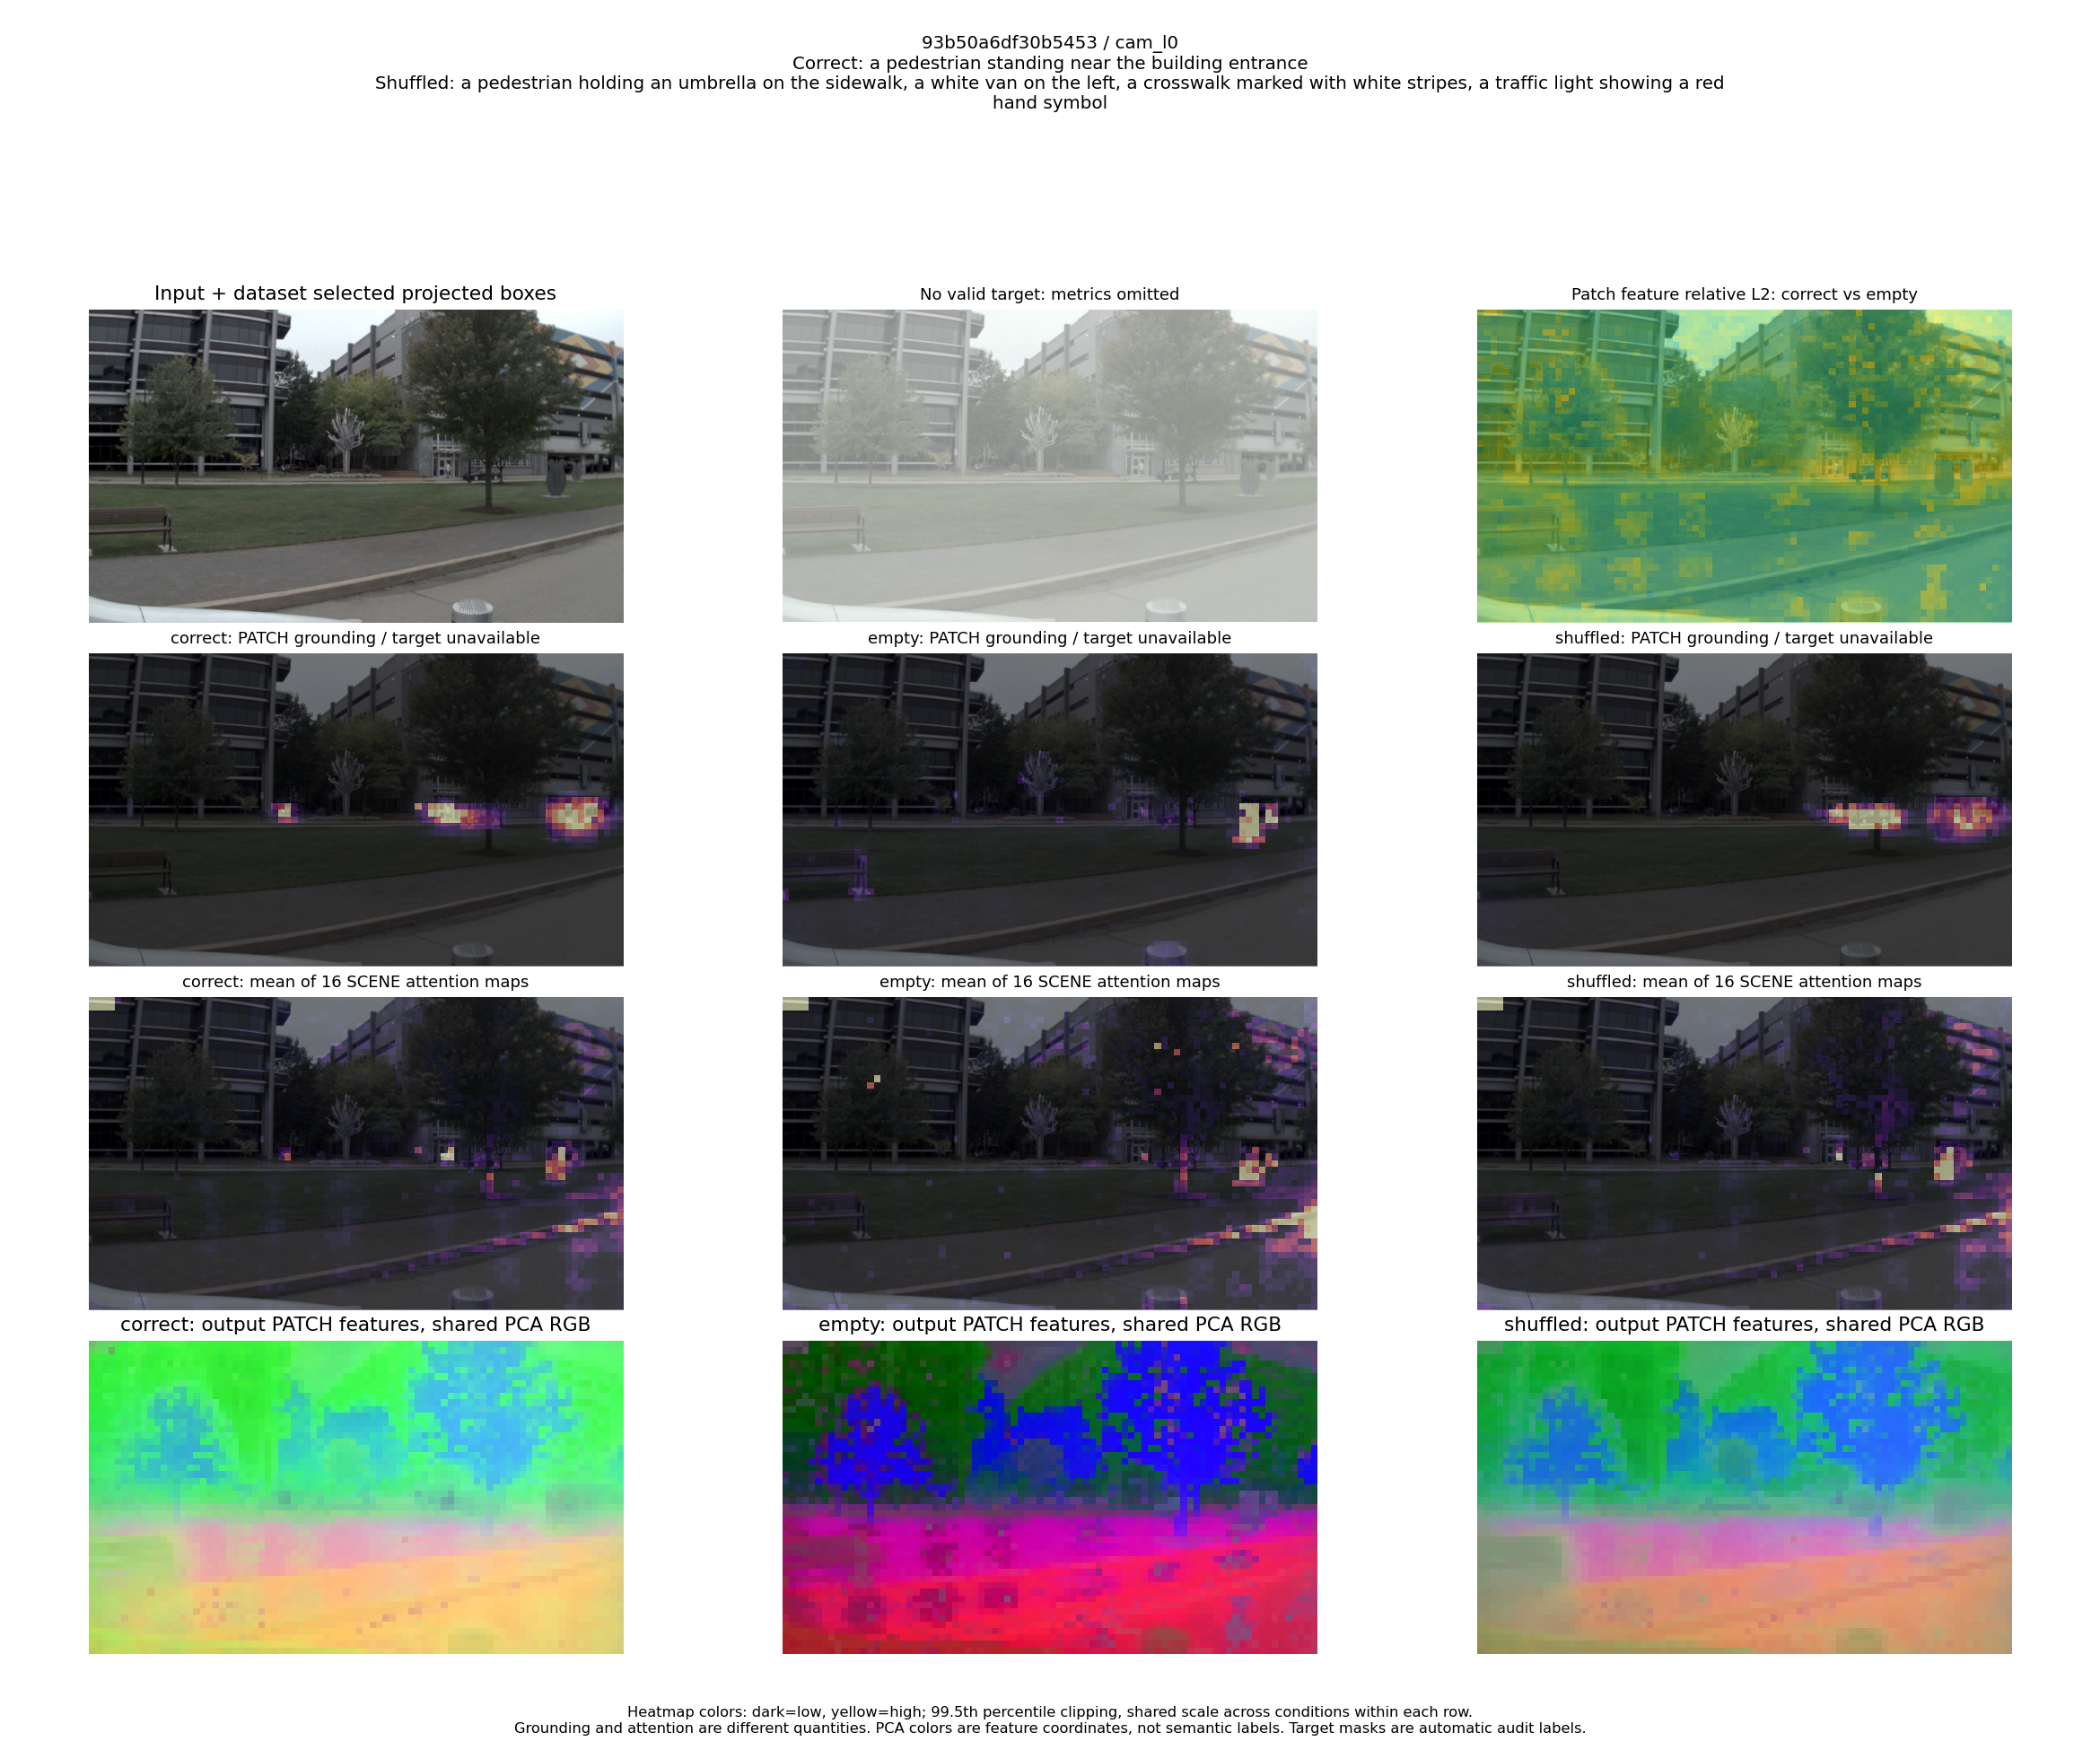 93b50a6df30b5453 / cam_l0
Correct: a pedestrian standing near the building entrance
Shuffled: a pedestrian holding an umbrella on the sidewalk, a white van on the left, a crosswalk marked with white stripes, a traffic light showing a red
hand symbol
Input + dataset selected projected boxes
No valid target: metrics omitted
Patch feature relative L2: correct vs empty
correct: PATCH grounding / target unavailable
empty: PATCH grounding / target unavailable
shuffled: PATCH grounding / target unavailable
correct: mean of 16 SCENE attention maps
empty: mean of 16 SCENE attention maps
shuffled: mean of 16 SCENE attention maps
correct: output PATCH features, shared PCA RGB
empty: output PATCH features, shared PCA RGB
shuffled: output PATCH features, shared PCA RGB
Heatmap colors: dark=low, yellow=high; 99.5th percentile clipping, shared scale across conditions within each row.
Grounding and attention are different quantities. PCA colors are feature coordinates, not semantic labels. Target masks are automatic audit labels.